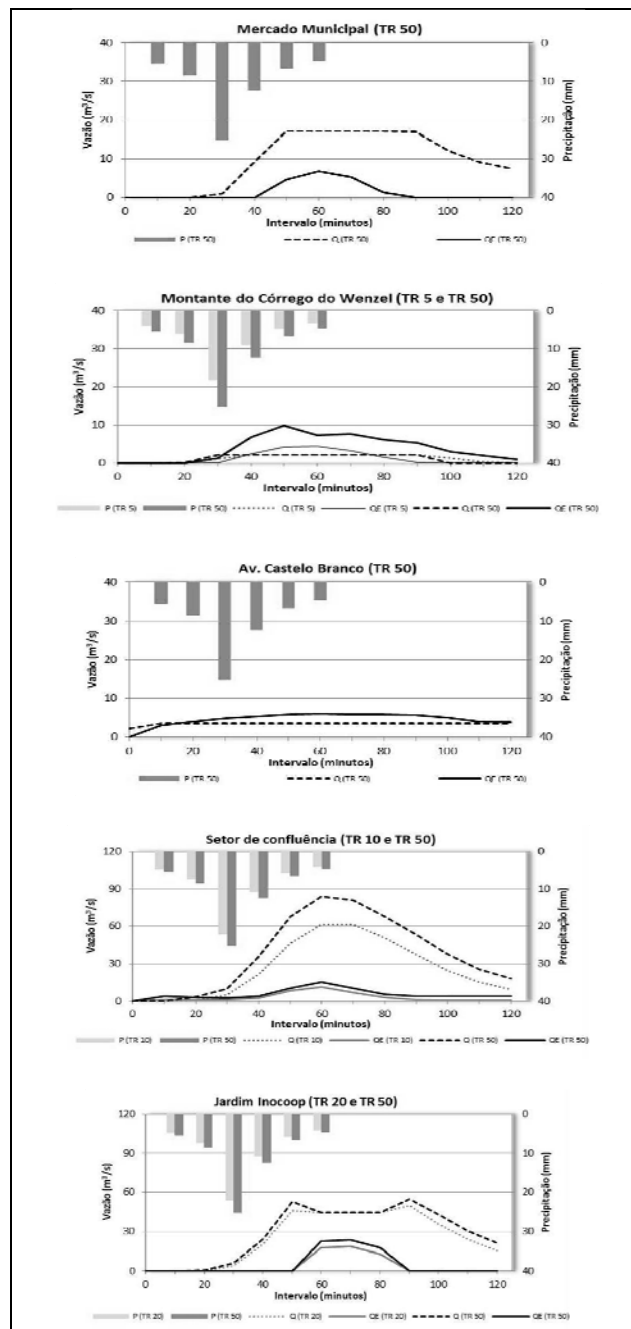 Mercado Municipal (TR 50)
Vazão (m³/s)
40
30
20
10
0
Precipitação (mm)
0
10
20
30
40
0 20 40 60 80 100 120
Intervalo (minutos)
P (TR 50) Q (TR 50) QE (TR 50)
Montante do Córrego do Wenzel (TR 5 e TR 50)
Vazão (m³/s)
40
30
20
10
0
Precipitação (mm)
0
10
20
30
40
0 20 40 60 80 100 120
Intervalo (minutos)
P (TR 5) P (TR 50) Q (TR 5) QE (TR 5) Q (TR 50) QE (TR 50)
Av. Castelo Branco (TR 50)
Vazão (m³/s)
40
30
20
10
0
Precipitação (mm)
0
10
20
30
40
0 20 40 60 80 100 120
Intervalo (minutos)
P (TR 50) Q (TR 50) QE (TR 50)
Setor de confluência (TR 10 e TR 50)
Vazão (m³/s)
120
90
60
30
0
Precipitação (mm)
0
10
20
30
40
0 20 40 60 80 100 120
Intervalo (minutos)
P (TR 10) P (TR 50) Q (TR 10) QE (TR 10) Q (TR 50) QE (TR 50)
Jardim Inocoop (TR 20 e TR 50)
Vazão (m³/s)
120
90
60
30
0
Precipitação (mm)
0
10
20
30
40
0 20 40 60 80 100 120
Intervalo (minutos)
P (TR 20) P (TR 50) Q (TR 20) QE (TR 20) Q (TR 50) QE (TR 50)